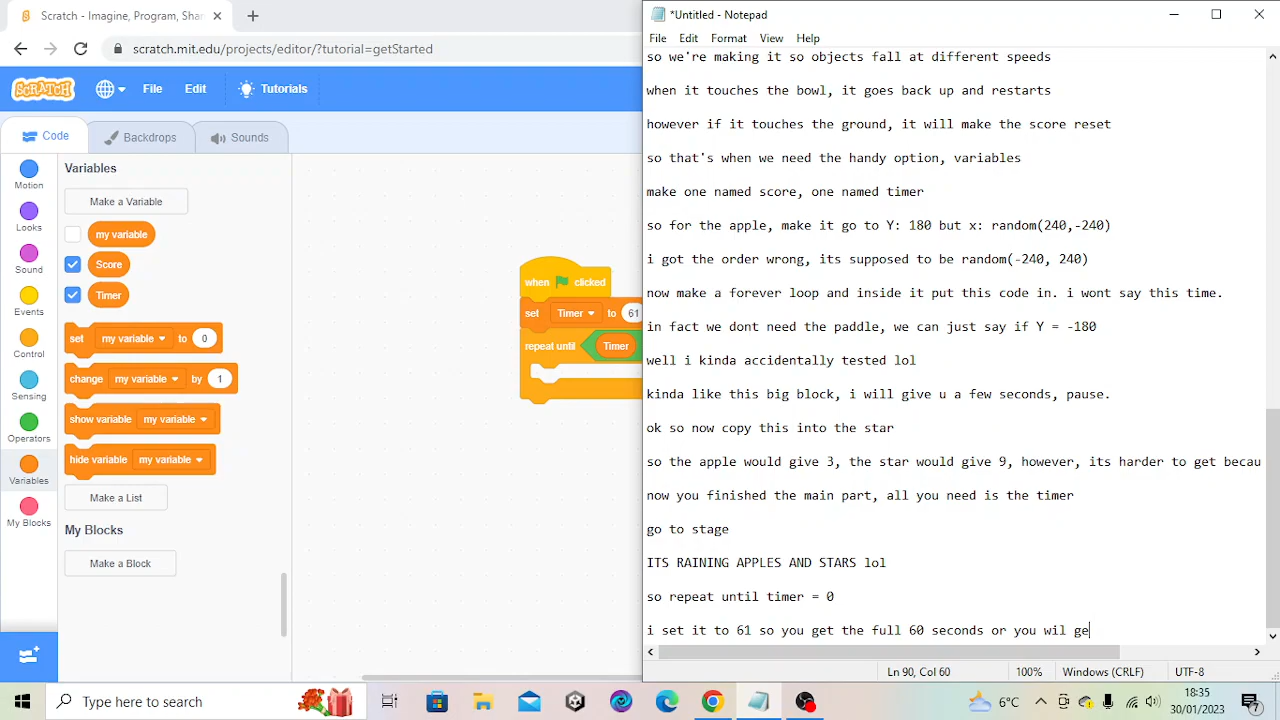 Scratch - Imagine, Program, Shar
*Untitled - Notepad
scratch.mit.edu/projects/editor/?tutorial=getStarted
File Edit Format View Help
SCRATCH File Edit Tutorials
Code Backdrops Sounds
Motion
Looks
Sound
Events
Control
Sensing
Operators
Variables
My Blocks
Variables
Make a Variable
my variable
Score
Timer
set my variable to 0
change my variable by 1
show variable my variable
hide variable my variable
Make a List
My Blocks
Make a Block
when clicked
set Timer to 61
repeat until Timer
so we're making it so objects fall at different speeds
when it touches the bowl, it goes back up and restarts
however if it touches the ground, it will make the score reset
so that's when we need the handy option, variables
make one named score, one named timer
so for the apple, make it go to Y: 180 but x: random(240,-240)
i got the order wrong, its supposed to be random(-240, 240)
now make a forever loop and inside it put this code in. i wont say this time.
in fact we dont need the paddle, we can just say if Y = -180
well i kinda accidentally tested lol
kinda like this big block, i will give u a few seconds, pause.
ok so now copy this into the star
so the apple would give 3, the star would give 9, however, its harder to get becau
now you finished the main part, all you need is the timer
go to stage
ITS RAINING APPLES AND STARS lol
so repeat until timer = 0
i set it to 61 so you get the full 60 seconds or you wil ge
Ln 90, Col 60 100% Windows (CRLF) UTF-8
Type here to search
6°C
18:35
30/01/2023
7